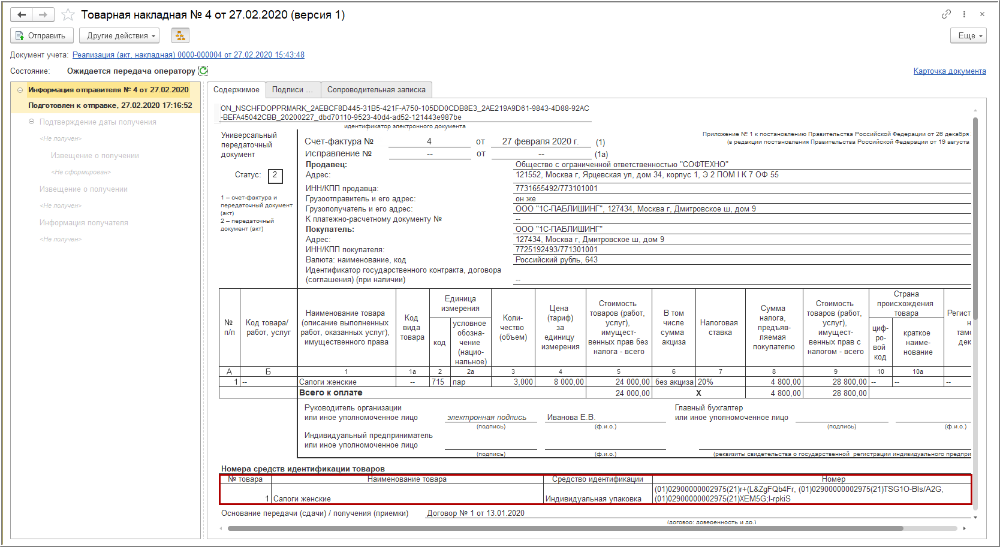 Товарная накладная № 4 от 27.02.2020 (версия 1)
Отправить
Другие действия
Еще
Документ учета: Реализация (акт, накладная) 0000-000004 от 27.02.2020 15:43:48
Состояние: Ожидается передача оператору
Карточка документа
Информация отправителя № 4 от 27.02.2020
Подготовлен к отправке, 27.02.2020 17:16:52
Подтверждение даты получения
<Не получен>
Извещение о получении
<Не сформирован>
Извещение о получении
<Не получен>
Информация получателя
<Не получен>
Содержимое
Подписи ...
Сопроводительная записка
ON_NSCHFDOPPRMARK_2AEBCF8D445-31B5-421F-A750-105DD0CDB8E3_2AE219A9D61-9843-4D88-92AC
-BEFA45042CBB_20200227_dbd70110-9523-40d4-ad52-121443e987be
идентификатор электронного документа
Универсальный
передаточный
документ
Статус: 2
1 – счет-фактура и
передаточный документ
(акт)
2 – передаточный
документ (акт)
Приложение № 1 к постановлению Правительства Российской Федерации от 26 декабря
(в редакции постановления Правительства Российской Федерации от 19 августа
Счет-фактура № 4 от 27 февраля 2020 г. (1)
Исправление № -- от -- (1а)
Продавец: Общество с ограниченной ответственностью "СОФТЕХНО"
Адрес: 121552, Москва г, Ярцевская ул, дом 34, корпус 1, Э 2 ПОМ I К 7 ОФ 55
ИНН/КПП продавца: 7731655492/773101001
Грузоотправитель и его адрес: он же
Грузополучатель и его адрес: ООО "1С-ПАБЛИШИНГ", 127434, Москва г, Дмитровское ш, дом 9
К платежно-расчетному документу № --
Покупатель: ООО "1С-ПАБЛИШИНГ"
Адрес: 127434, Москва г, Дмитровское ш, дом 9
ИНН/КПП покупателя: 7725192493/771301001
Валюта: наименование, код Российский рубль, 643
Идентификатор государственного контракта, договора
(соглашения) (при наличии) --
№
п/п
Код товара/
работ, услуг
Наименование товара
(описание выполненных
работ, оказанных услуг),
имущественного права
Код
вида
товара
Единица
измерения
код
условное
обозна-
чение
(нацио-
нальное)
Коли-
чество
(объем)
Цена
(тариф)
за
единицу
измерения
Стоимость
товаров (работ,
услуг),
имущест-
венных прав без
налога - всего
В том
числе
сумма
акциза
Налоговая
ставка
Сумма
налога,
предъяв-
ляемая
покупателю
Стоимость
товаров (работ,
услуг),
имущест-
венных прав с
налогом - всего
Страна
происхождения
товара
циф-
ро-
вой
код
краткое
наиме-
нование
Регист
А Б 1 1а 2 2а 3 4 5 6 7 8 9 10 10а
1 -- Сапоги женские -- 715 пар 3,000 8 000,00 24 000,00 без акциза 20% 4 800,00 28 800,00 -- -- --
Всего к оплате 24 000,00 Х 4 800,00 28 800,00
Руководитель организации
или иное уполномоченное лицо электронная подпись Иванова Е.В.
(подпись) (ф.и.о.)
Главный бухгалтер
или иное уполномоченное лицо
(подпись) (ф.и.о.)
Индивидуальный предприниматель
или иное уполномоченное лицо
(подпись) (ф.и.о.) (реквизиты свидетельства о государственной регистрации индивидуального предпри
Номера средств идентификации товаров
№ товара Наименование товара Средство идентификации Номер
1 Сапоги женские Индивидуальная упаковка
(01)02900000002975(21)r+(L&ZgFQb4Fr, (01)02900000002975(21)TSG1O-BIs/A2G,
(01)02900000002975(21)XEM5G;l-rpkiS
Основание передачи (сдачи) / получения (приемки) Договор № 1 от 13.01.2020
(договор; доверенность и др.)